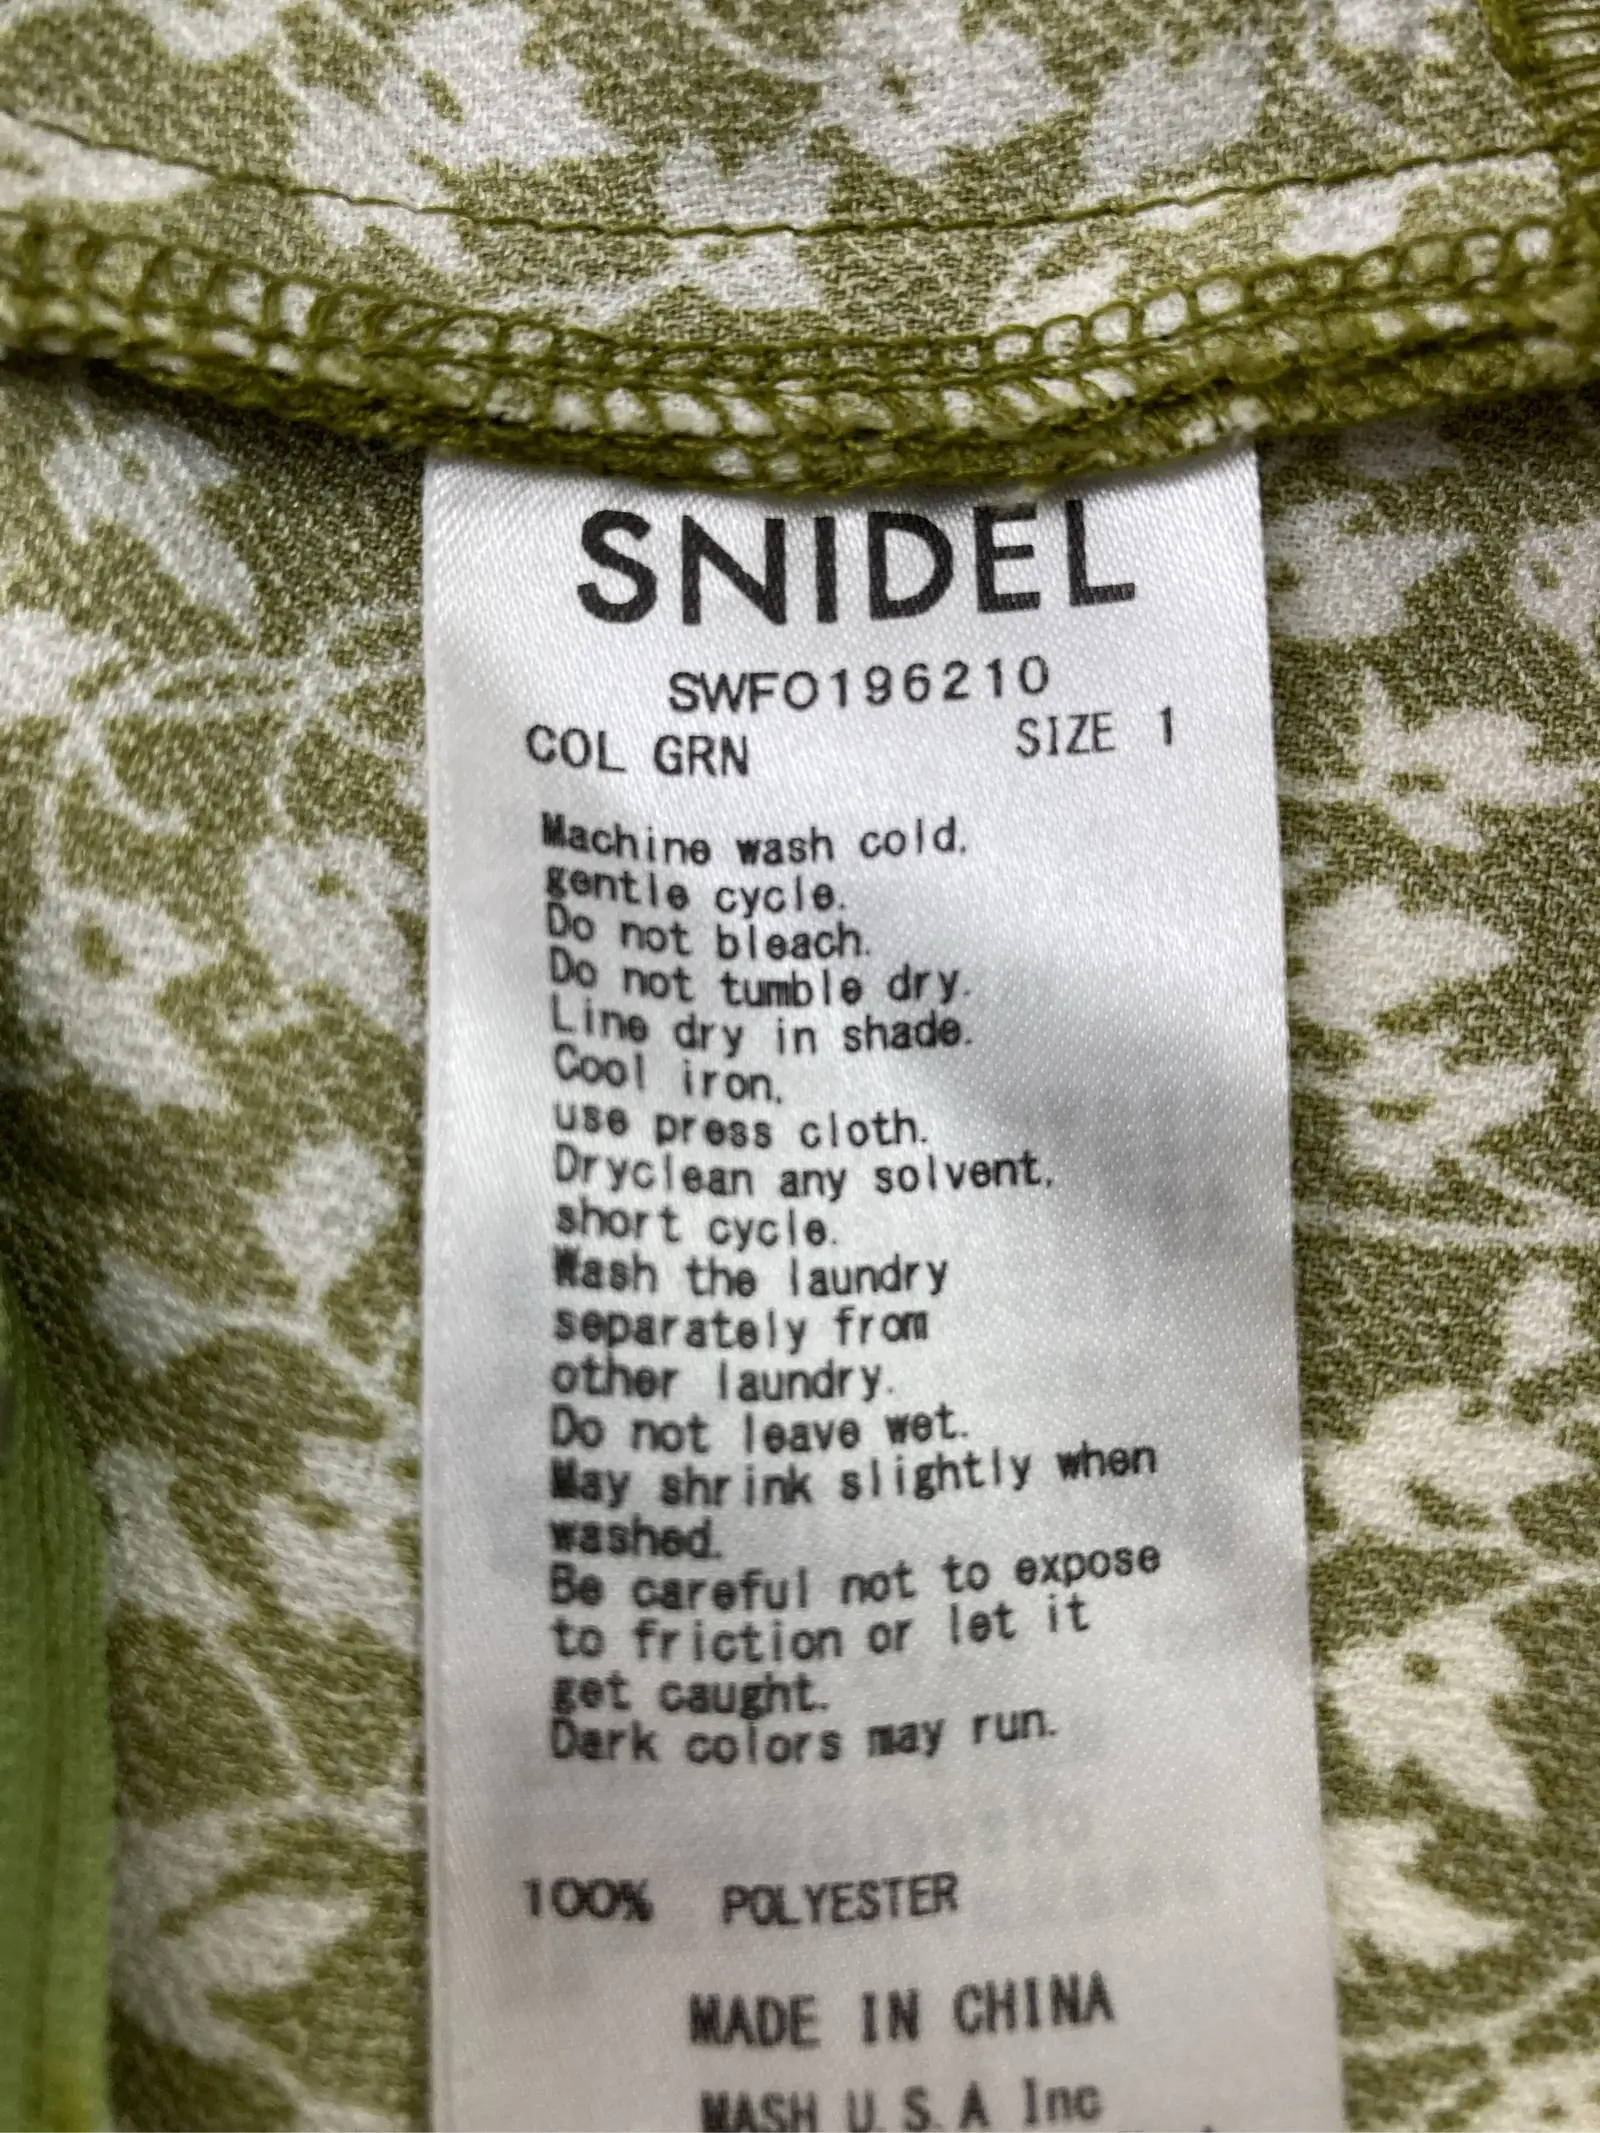 SNIDEL
SWFO196210
COL GRN SIZE 1
Machine wash cold,
gentle cycle.
Do not bleach.
Do not tumble dry.
Line dry in shade.
Cool iron,
use press cloth.
Dryclean any solvent,
short cycle.
Wash the laundry
separately from
other laundry.
Do not leave wet.
May shrink slightly when
washed.
Be careful not to expose
to friction or let it
get caught.
Dark colors may run.
100% POLYESTER
MADE IN CHINA
MASH U.S.A Inc